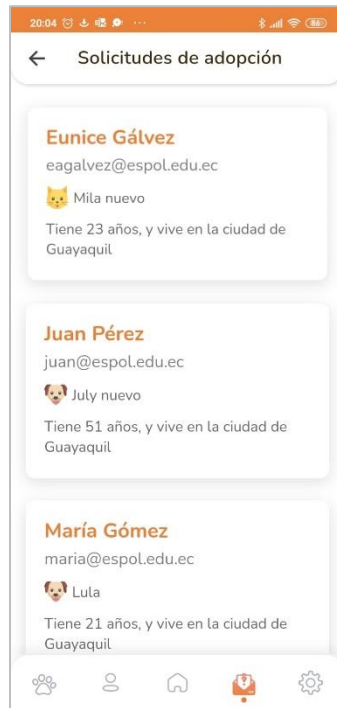 20:04
Solicitudes de adopción
Eunice Gálvez
eagalvez@espol.edu.ec
Mila nuevo
Tiene 23 años, y vive en la ciudad de
Guayaquil
Juan Pérez
juan@espol.edu.ec
July nuevo
Tiene 51 años, y vive en la ciudad de
Guayaquil
María Gómez
maria@espol.edu.ec
Lula
Tiene 21 años, y vive en la ciudad de
Guayaquil